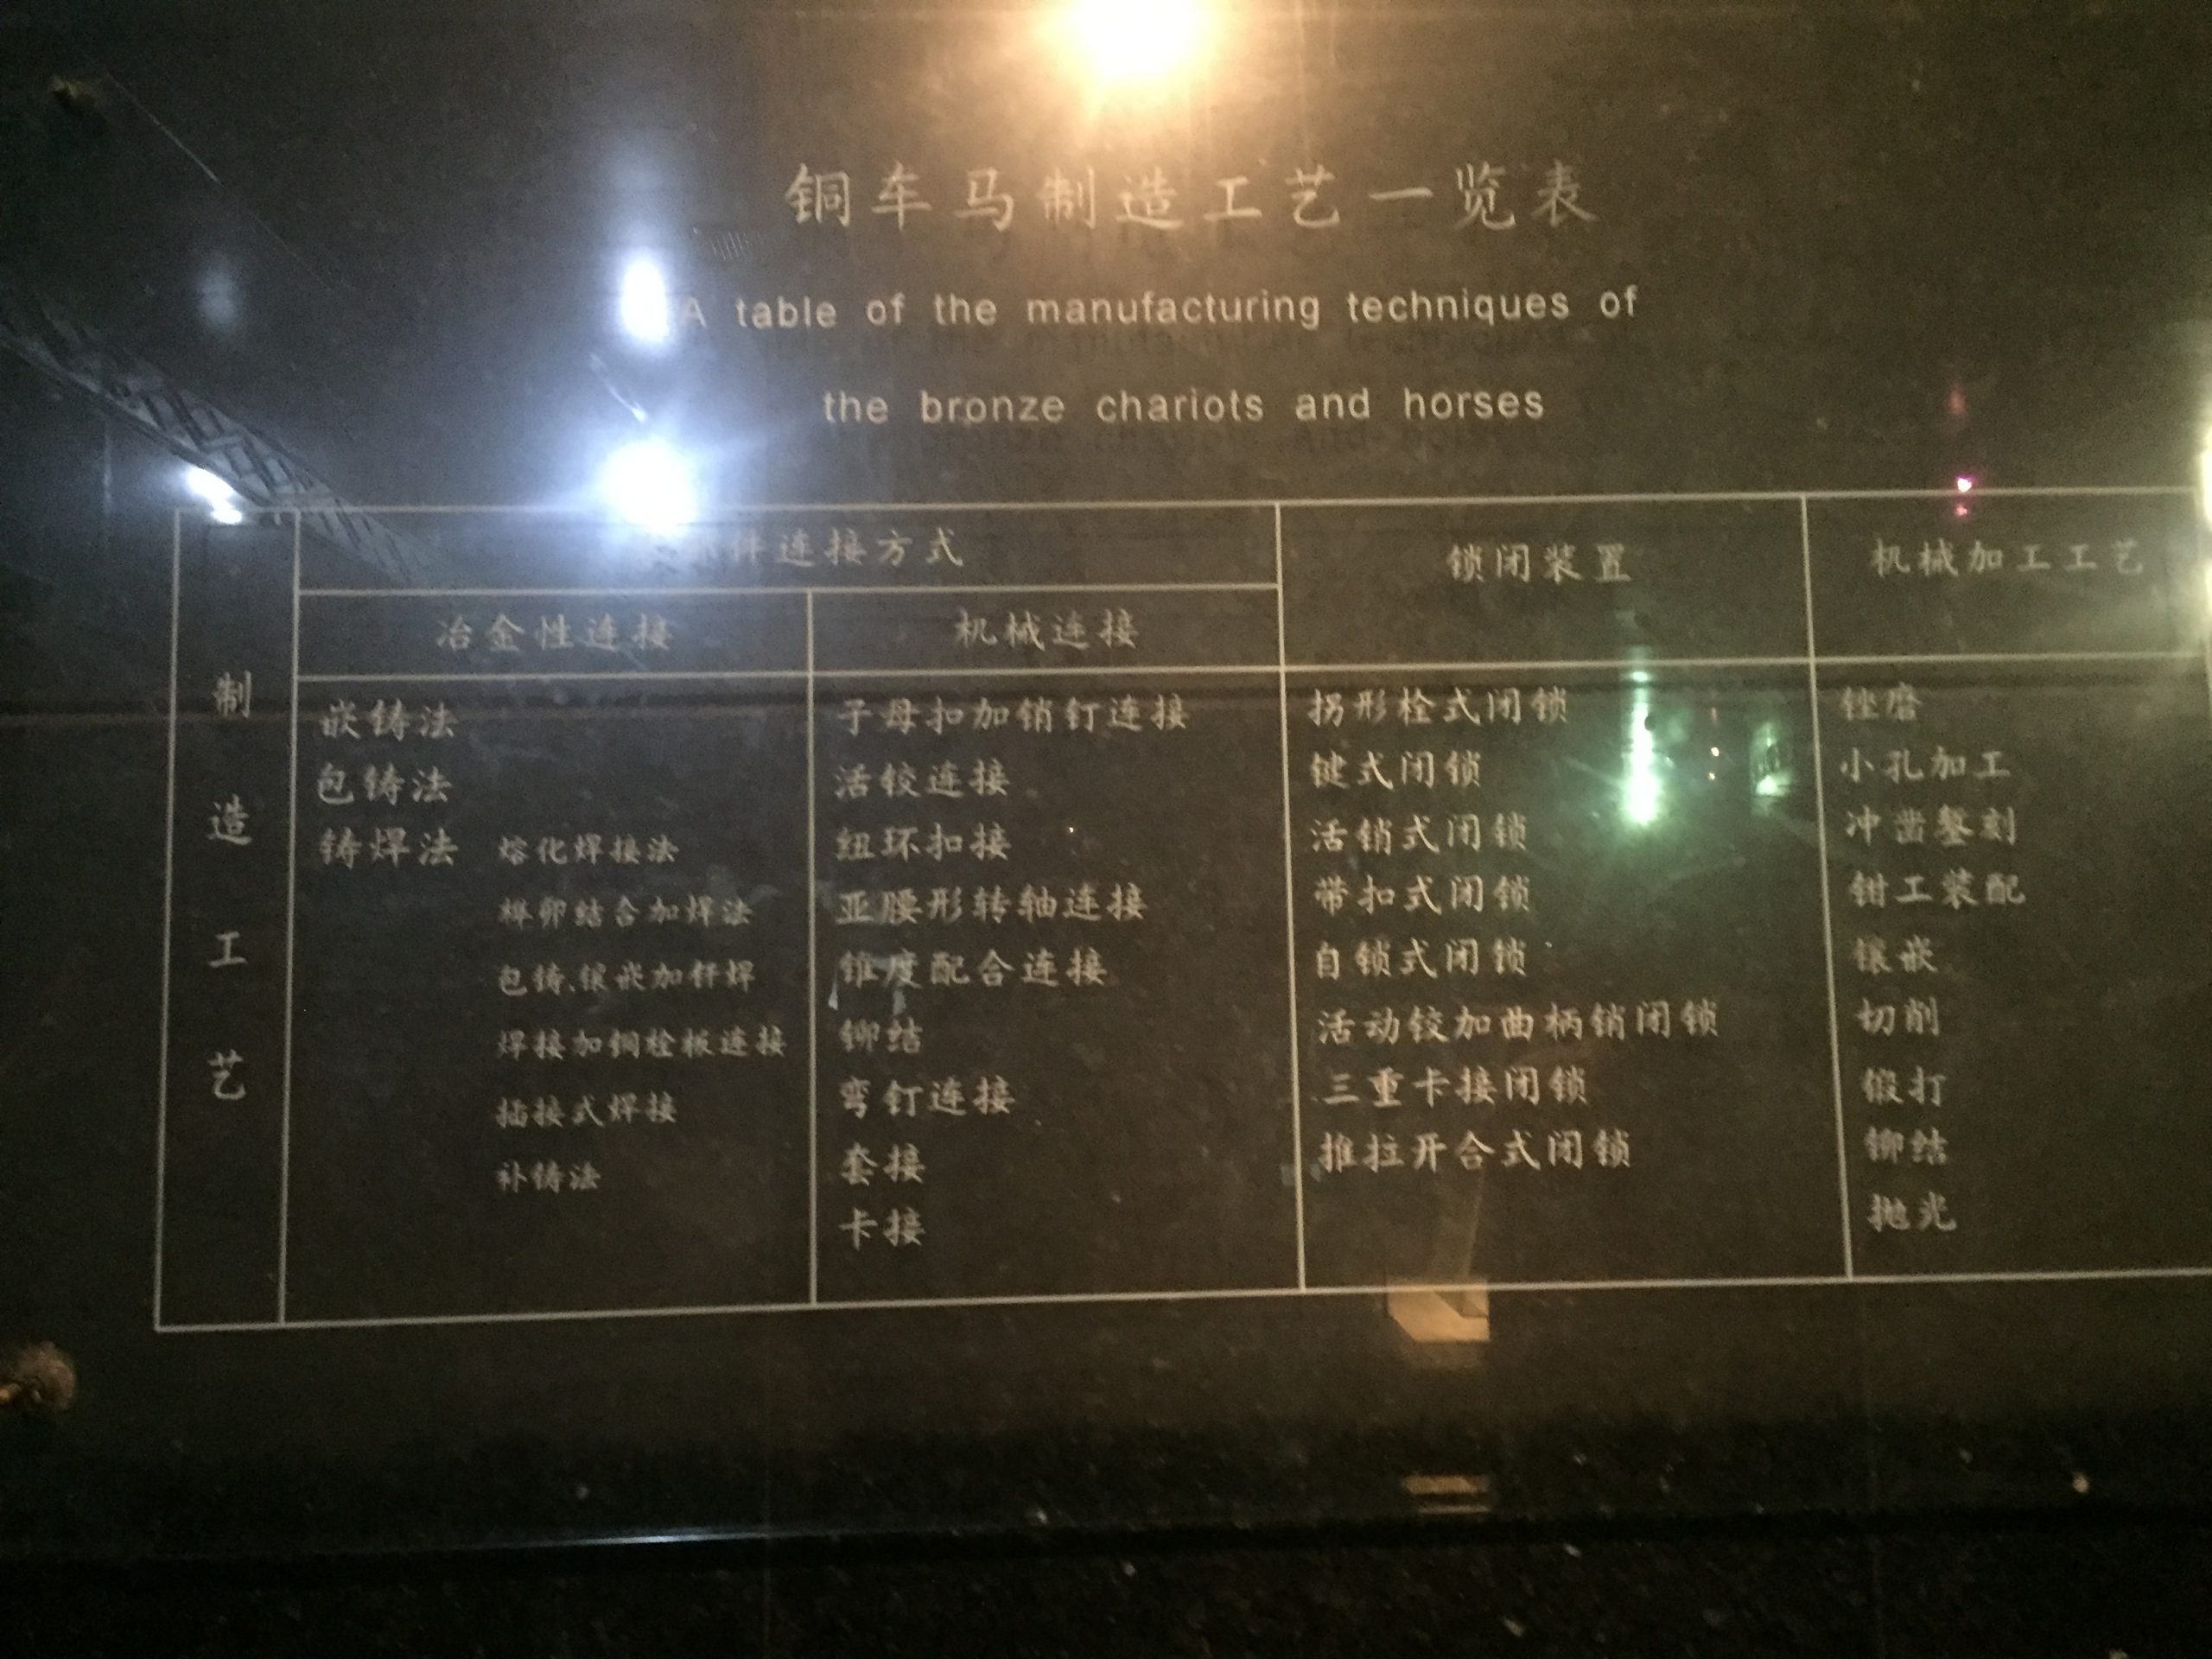 铜车马制造工艺一览表
A table of the manufacturing techniques of
the bronze chariots and horses
件连接方式
锁闭装置
机械加工工艺
冶金性连接
机械连接
制造工艺
嵌铸法
包铸法
铸焊法
熔化焊接法
榫卯结合加焊法
包铸、镶嵌加钎焊
焊接加铜栓板连接
插接式焊接
补铸法
子母扣加销钉连接
活铰连接
纽环扣接
亚腰形转轴连接
锥度配合连接
铆结
弯钉连接
套接
卡接
拐形栓式闭锁
键式闭锁
活销式闭锁
带扣式闭锁
自锁式闭锁
活动铰加曲柄销闭锁
三重卡接闭锁
推拉开合式闭锁
锉磨
小孔加工
冲凿錾刻
钳工装配
镶嵌
切削
锻打
铆结
抛光